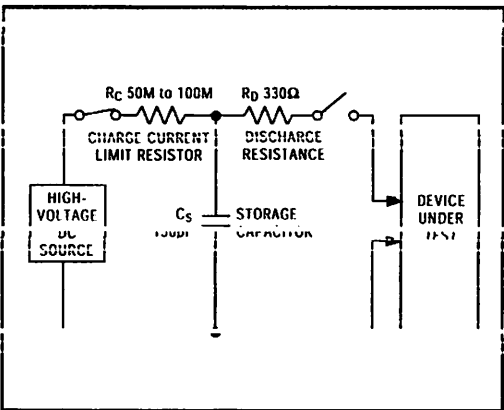 RC 50M to 100M
RD 330Ω
CHARGE CURRENT
LIMIT RESISTOR
DISCHARGE
RESISTANCE
HIGH-
VOLTAGE
DC
SOURCE
CS
150pF
STORAGE
CAPACITOR
DEVICE
UNDER
TEST